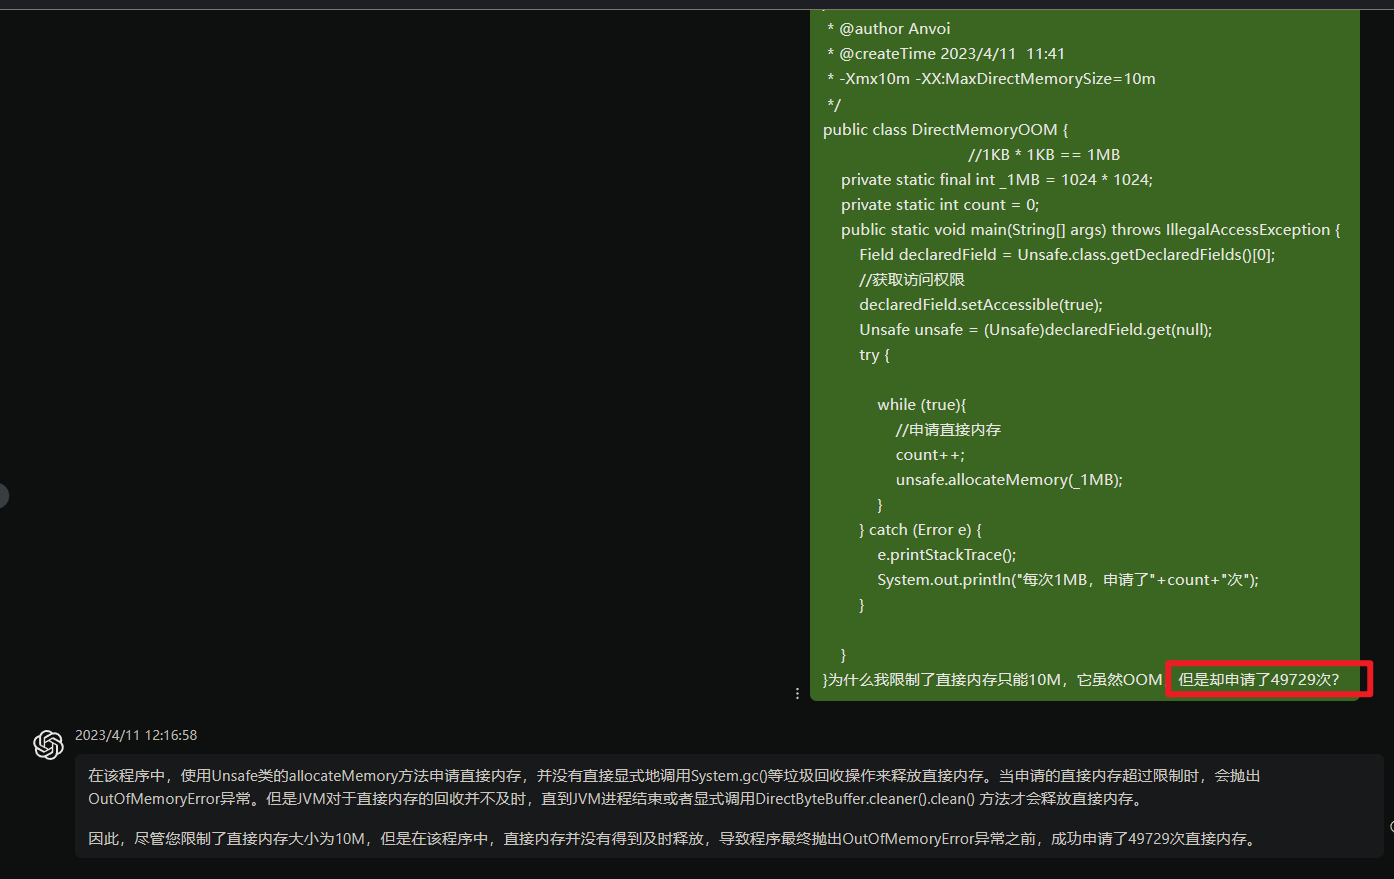 * @author Anvoi
* @createTime 2023/4/11  11:41
* -Xmx10m -XX:MaxDirectMemorySize=10m
*/
public class DirectMemoryOOM {
//1KB * 1KB == 1MB
private static final int _1MB = 1024 * 1024;
private static int count = 0;
public static void main(String[] args) throws IllegalAccessException {
Field declaredField = Unsafe.class.getDeclaredFields()[0];
//获取访问权限
declaredField.setAccessible(true);
Unsafe unsafe = (Unsafe)declaredField.get(null);
try {
while (true){
//申请直接内存
count++;
unsafe.allocateMemory(_1MB);
}
} catch (Error e) {
e.printStackTrace();
System.out.println("每次1MB，申请了"+count+"次");
}
}
}为什么我限制了直接内存只能10M，它虽然OOM 但是却申请了49729次？
2023/4/11 12:16:58
在该程序中，使用Unsafe类的allocateMemory方法申请直接内存，并没有直接显式地调用System.gc()等垃圾回收操作来释放直接内存。当申请的直接内存超过限制时，会抛出
OutOfMemoryError异常。但是JVM对于直接内存的回收并不及时，直到JVM进程结束或者显式调用DirectByteBuffer.cleaner().clean() 方法才会释放直接内存。
因此，尽管您限制了直接内存大小为10M，但是在该程序中，直接内存并没有得到及时释放，导致程序最终抛出OutOfMemoryError异常之前，成功申请了49729次直接内存。